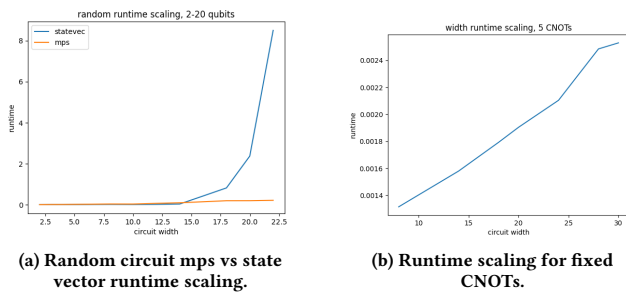 random runtime scaling, 2-20 qubits
statevec
mps
8
6
4
2
0
runtime
2.5 5.0 7.5 10.0 12.5 15.0 17.5 20.0 22.5
circuit width
(a) Random circuit mps vs state
vector runtime scaling.
width runtime scaling, 5 CNOTs
0.0024
0.0022
0.0020
0.0018
0.0016
0.0014
runtime
10 15 20 25 30
circuit width
(b) Runtime scaling for fixed
CNOTs.